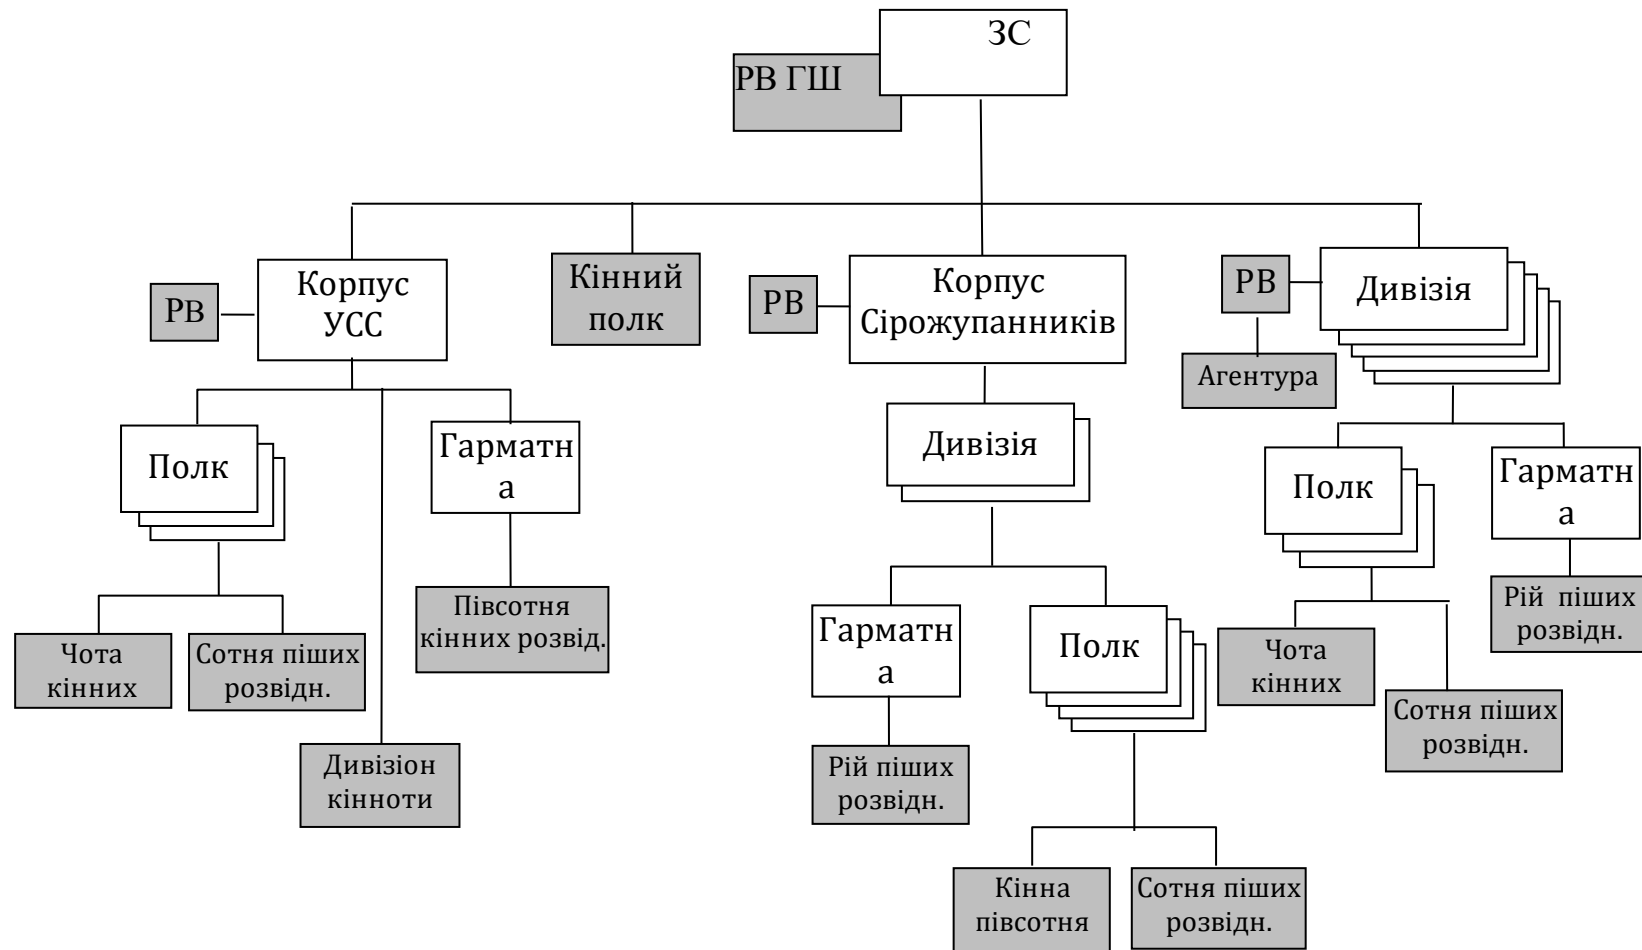 ЗС
РВ ГШ
Корпус
УСС
РВ
Кінний
полк
РВ
Корпус
Сірожупанників
РВ
Дивізія
Агентура
Полк
Гарматн
а
Дивізія
Полк
Гарматн
а
Чота
кінних
Сотня піших
розвідн.
Півсотня
кінних розвід.
Дивізіон
кінноти
Гарматн
а
Полк
Рій піших
розвідн.
Кінна
півсотня
Сотня піших
розвідн.
Чота
кінних
Сотня піших
розвідн.
Рій піших
розвідн.